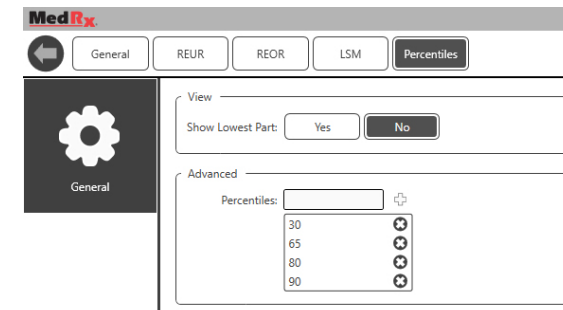 MedRx
General REUR REOR LSM Percentiles
View
Show Lowest Part: Yes No
General
Advanced
Percentiles:
30
65
80
90